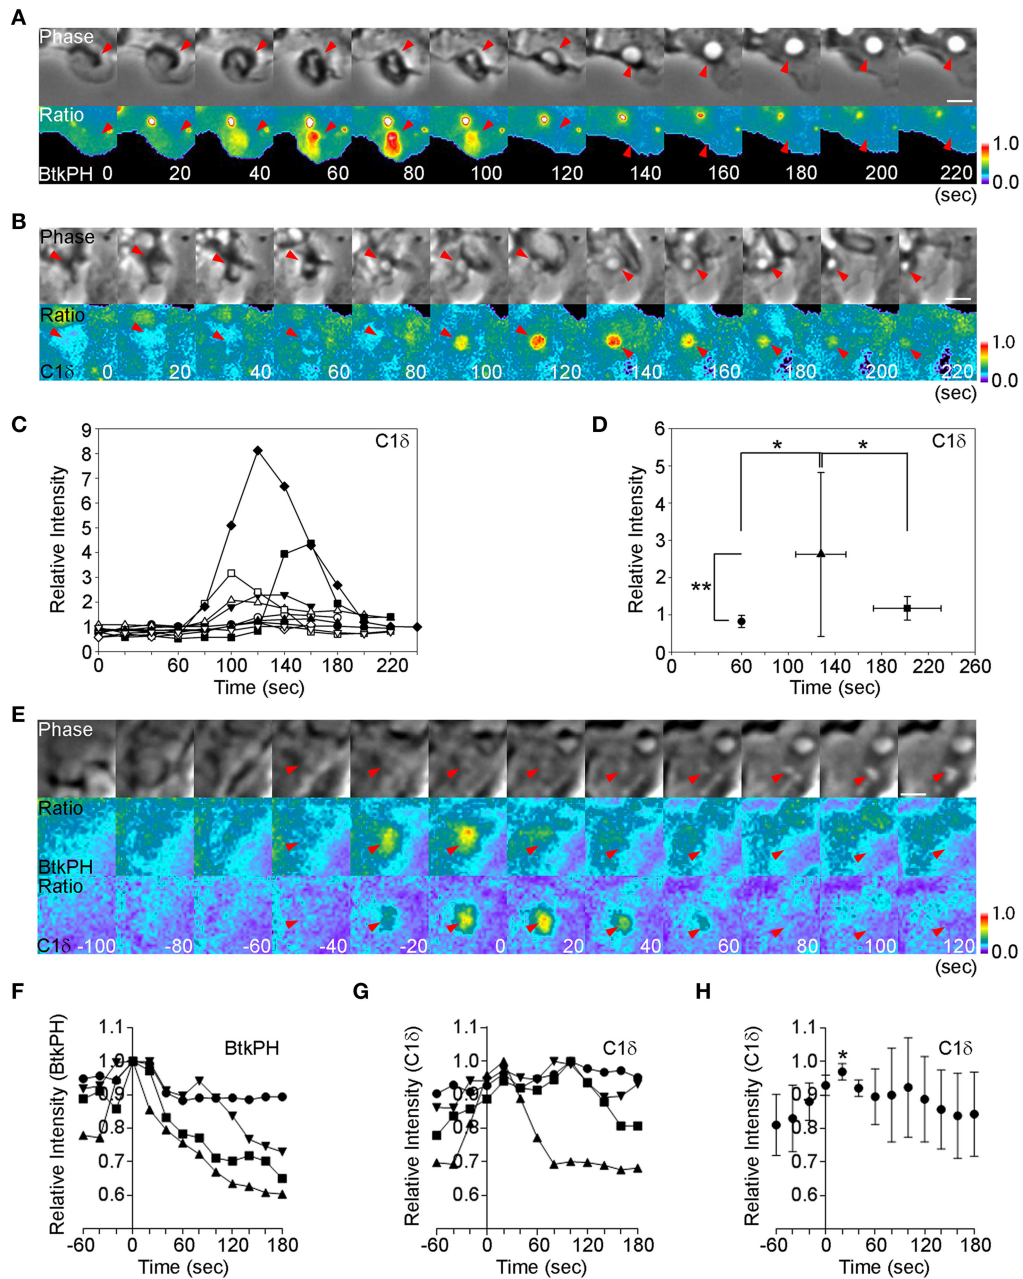 A
Phase
Ratio
BtkPH 0 20 40 60 80 100 120 140 160 180 200 220
1.0
0.0
(sec)
B
Phase
Ratio
C1δ 0 20 40 60 80 100 120 140 160 180 200 220
1.0
0.0
(sec)
C
C1δ
Relative Intensity
9
8
7
6
5
4
3
2
1
0
0 60 100 140 180 220
Time (sec)
D
C1δ
Relative Intensity
6
5
4
3
2
1
0
* *
**
0 20 60 100 140 180 220 260
Time (sec)
E
Phase
Ratio
BtkPH
Ratio
C1δ -100 -80 -60 -40 -20 0 20 40 60 80 100 120
1.0
0.0
(sec)
F
BtkPH
Relative Intensity (BtkPH)
1.1
1.0
0.9
0.8
0.7
0.6
-60 0 60 120 180
Time (sec)
G
C1δ
Relative Intensity (C1δ)
1.1
1.0
0.9
0.8
0.7
0.6
-60 0 60 120 180
Time (sec)
H
C1δ
Relative Intensity (C1δ)
1.1
1.0
0.9
0.8
0.7
0.6
*
-60 0 60 120 180
Time (sec)